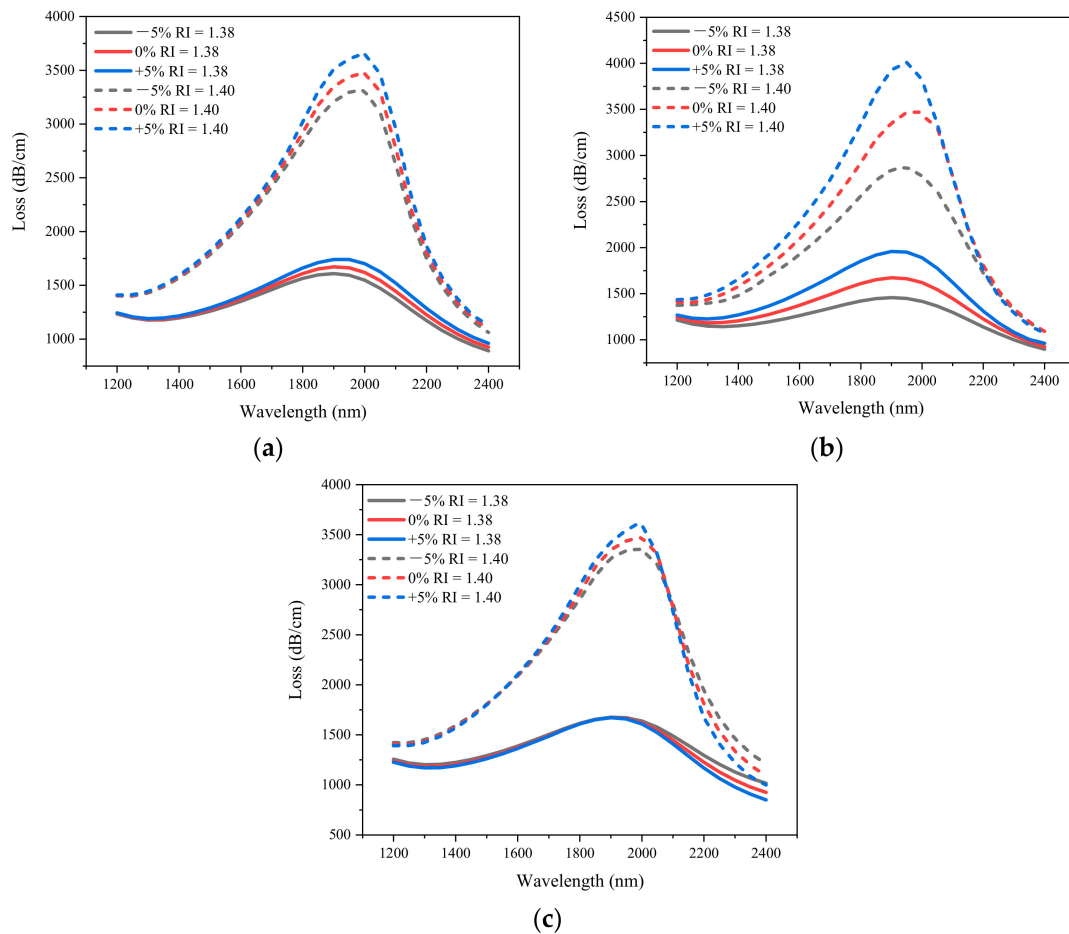 4000
3500
3000
2500
2000
1500
1000
Loss (dB/cm)
—5% RI = 1.38
0% RI = 1.38
+5% RI = 1.38
—5% RI = 1.40
0% RI = 1.40
+5% RI = 1.40
1200 1400 1600 1800 2000 2200 2400
Wavelength (nm)
(a)
4500
4000
3500
3000
2500
2000
1500
1000
Loss (dB/cm)
—5% RI = 1.38
0% RI = 1.38
+5% RI = 1.38
—5% RI = 1.40
0% RI = 1.40
+5% RI = 1.40
1200 1400 1600 1800 2000 2200 2400
Wavelength (nm)
(b)
4000
3500
3000
2500
2000
1500
1000
500
Loss (dB/cm)
—5% RI = 1.38
0% RI = 1.38
+5% RI = 1.38
—5% RI = 1.40
0% RI = 1.40
+5% RI = 1.40
1200 1400 1600 1800 2000 2200 2400
Wavelength (nm)
(c)